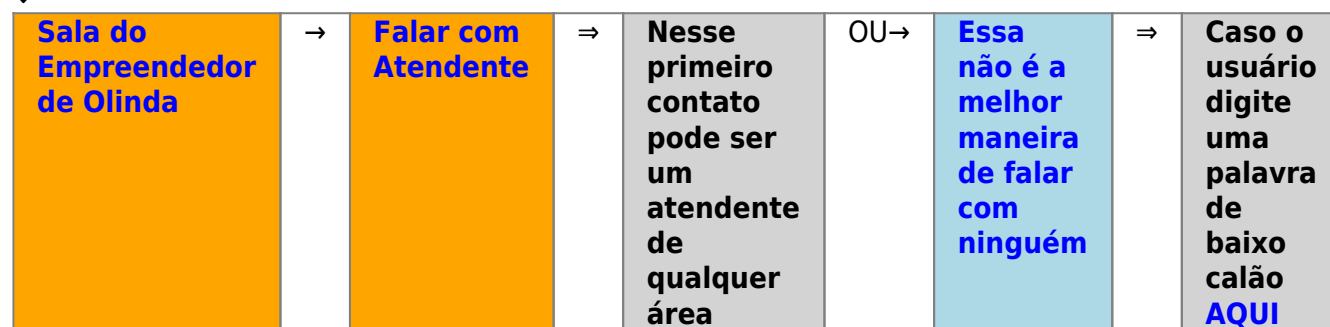 Sala do
Empreendedor
de Olinda
→
Falar com
Atendente
⇒
Nesse
primeiro
contato
pode ser
um
atendente
de
qualquer
área
OU→
Essa
não é a
melhor
maneira
de falar
com
ninguém
⇒
Caso o
usuário
digite
uma
palavra
de
baixo
calão
AQUI